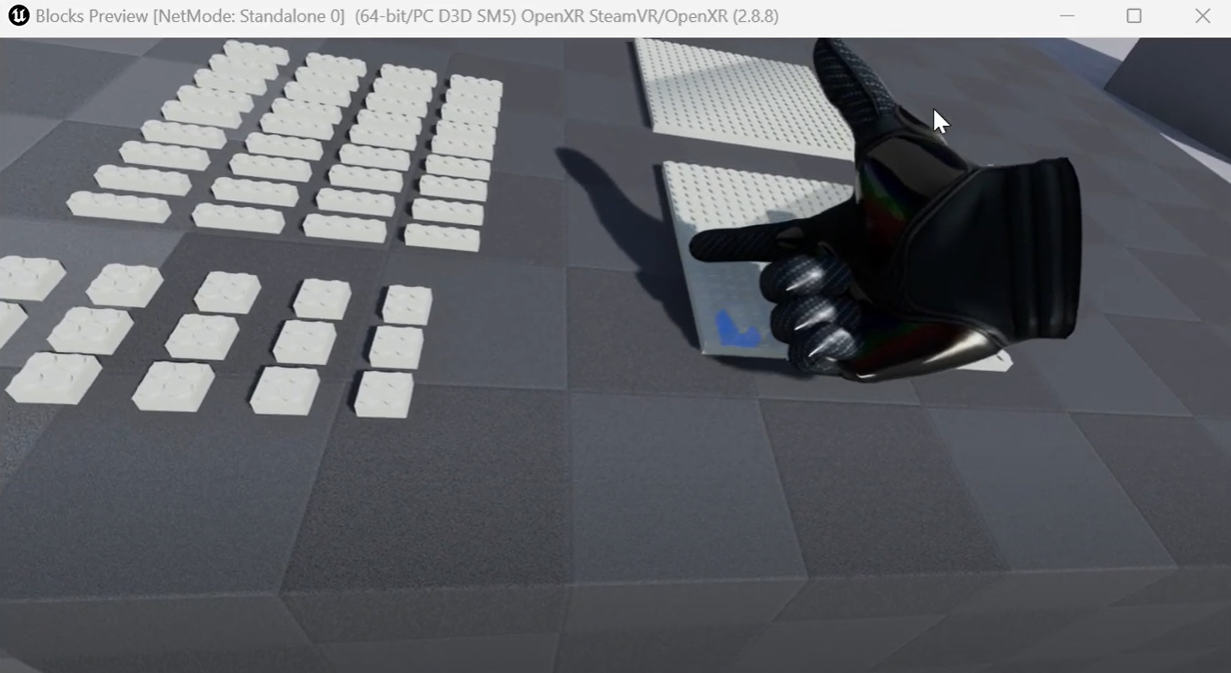 Blocks Preview [NetMode: Standalone 0] (64-bit/PC D3D SM5) OpenXR SteamVR/OpenXR (2.8.8)